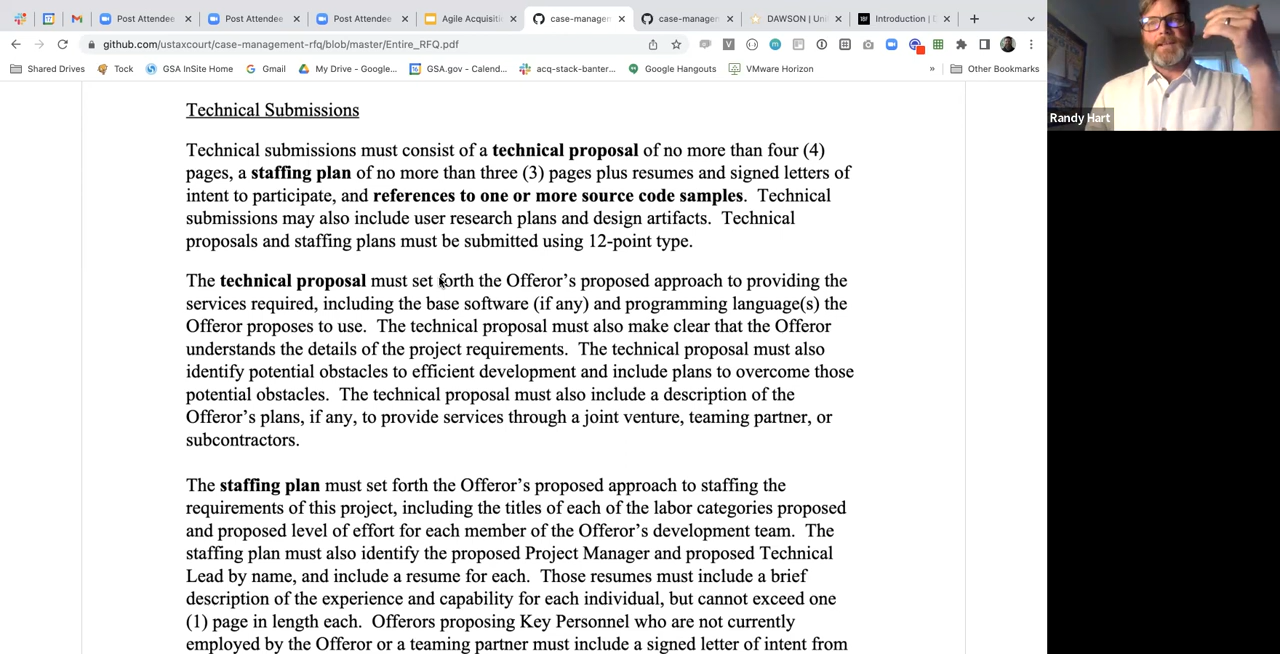 Post Attendee
Post Attendee
Post Attendee
Agile Acquisiti
case-managem
case-managem
DAWSON | Uni
Introduction | D
github.com/ustaxcourt/case-management-rfq/blob/master/Entire_RFQ.pdf
Shared Drives
Tock
GSA InSite Home
Gmail
My Drive - Google...
GSA.gov - Calend...
acq-stack-banter...
Google Hangouts
VMware Horizon
»
Other Bookmarks
Randy Hart
Technical Submissions
Technical submissions must consist of a technical proposal of no more than four (4)
pages, a staffing plan of no more than three (3) pages plus resumes and signed letters of
intent to participate, and references to one or more source code samples. Technical
submissions may also include user research plans and design artifacts. Technical
proposals and staffing plans must be submitted using 12-point type.
The technical proposal must set forth the Offeror's proposed approach to providing the
services required, including the base software (if any) and programming language(s) the
Offeror proposes to use. The technical proposal must also make clear that the Offeror
understands the details of the project requirements. The technical proposal must also
identify potential obstacles to efficient development and include plans to overcome those
potential obstacles. The technical proposal must also include a description of the
Offeror's plans, if any, to provide services through a joint venture, teaming partner, or
subcontractors.
The staffing plan must set forth the Offeror's proposed approach to staffing the
requirements of this project, including the titles of each of the labor categories proposed
and proposed level of effort for each member of the Offeror's development team. The
staffing plan must also identify the proposed Project Manager and proposed Technical
Lead by name, and include a resume for each. Those resumes must include a brief
description of the experience and capability for each individual, but cannot exceed one
(1) page in length each. Offerors proposing Key Personnel who are not currently
employed by the Offeror or a teaming partner must include a signed letter of intent from